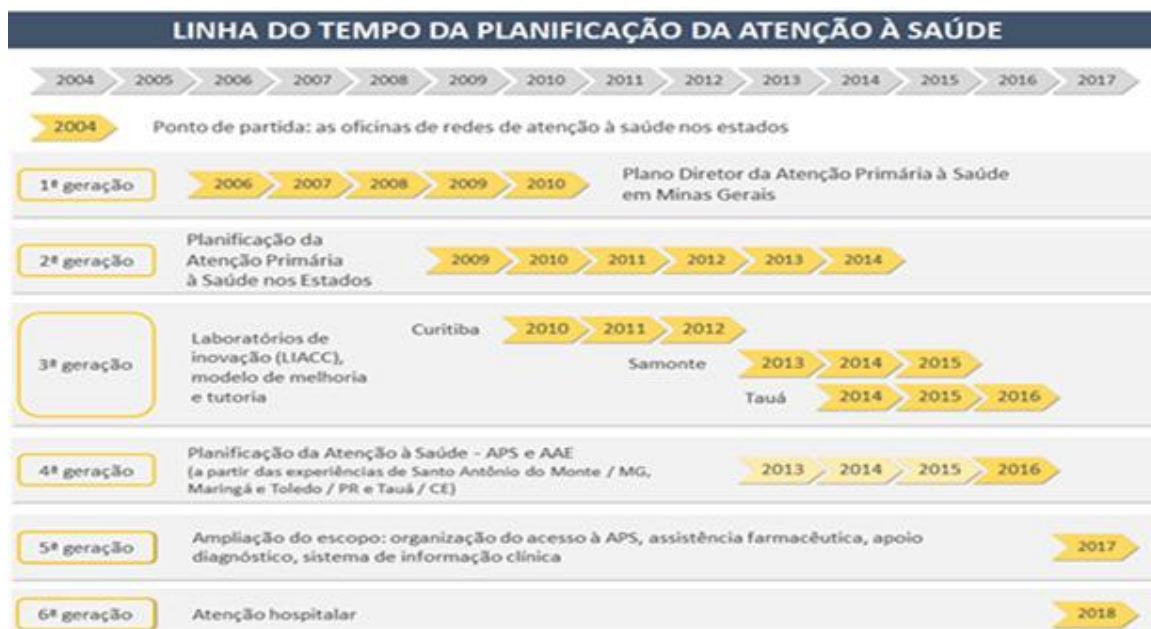 LINHA DO TEMPO DA PLANIFICAÇÃO DA ATENÇÃO À SAÚDE
2004 2005 2006 2007 2008 2009 2010 2011 2012 2013 2014 2015 2016 2017
2004 Ponto de partida: as oficinas de redes de atenção à saúde nos estados
1ª geração
2006 2007 2008 2009 2010
Plano Diretor da Atenção Primária à Saúde
em Minas Gerais
2ª geração
Planificação da
Atenção Primária
à Saúde nos Estados
2009 2010 2011 2012 2013 2014
3ª geração
Laboratórios de
inovação (LIACC),
modelo de melhoria
e tutoria
Curitiba 2010 2011 2012
Samonte 2013 2014 2015
Tauá 2014 2015 2016
4ª geração
Planificação da Atenção à Saúde - APS e AAE
(a partir das experiências de Santo Antônio do Monte / MG,
Maringá e Toledo / PR e Tauá / CE)
2013 2014 2015 2016
5ª geração
Ampliação do escopo: organização do acesso à APS, assistência farmacêutica, apoio
diagnóstico, sistema de informação clínica
2017
6ª geração
Atenção hospitalar
2018